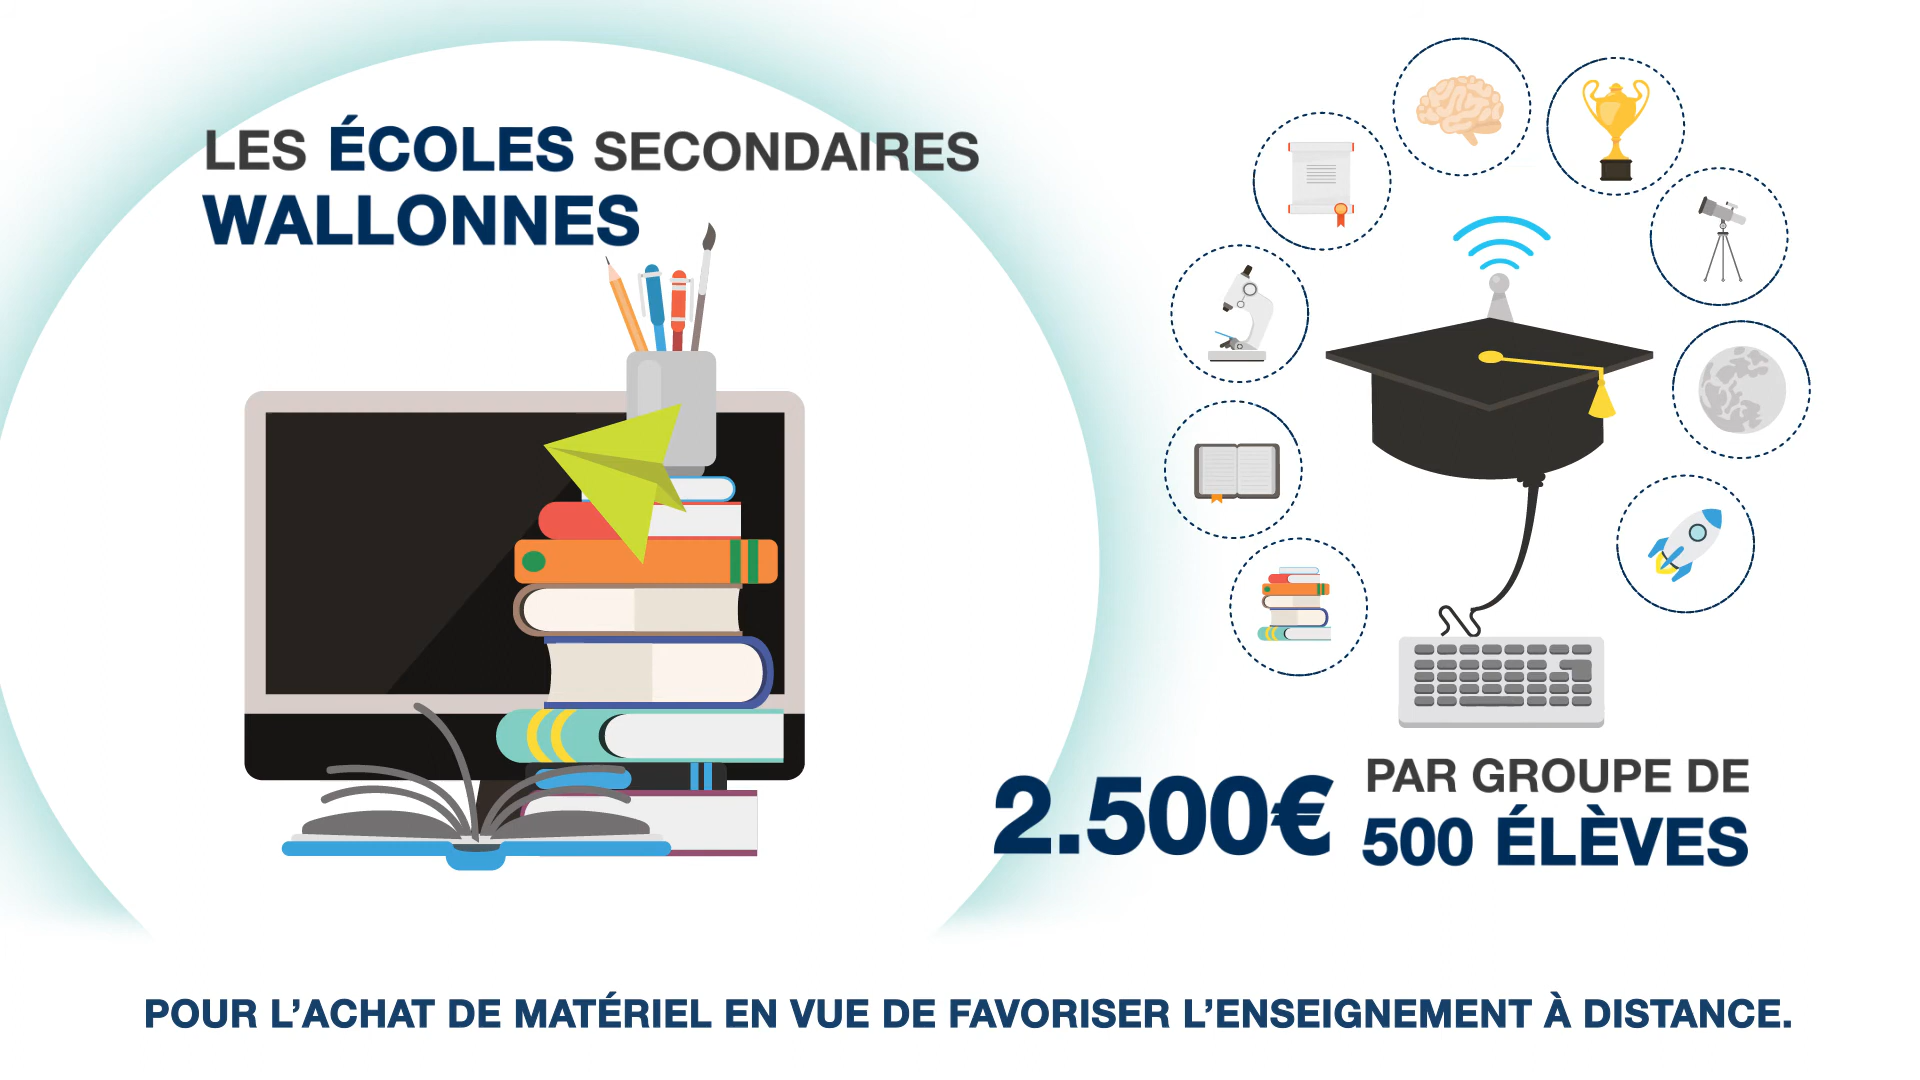 LES ÉCOLES SECONDAIRES
WALLONNES
2.500€
PAR GROUPE DE
500 ÉLÈVES
POUR L’ACHAT DE MATÉRIEL EN VUE DE FAVORISER L’ENSEIGNEMENT À DISTANCE.